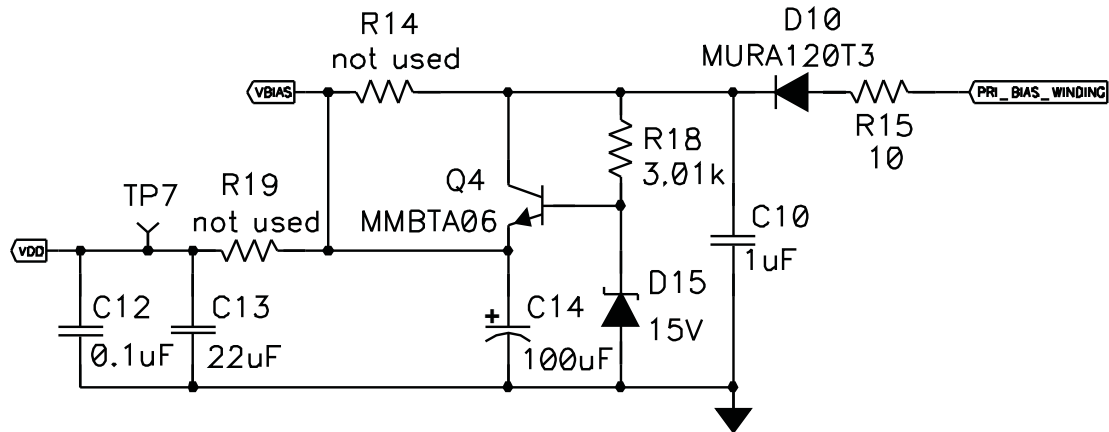 R14
not used
D10
MURA120T3
VBIAS
PRI_BIAS_WINDING
R15
10
R18
3,01k
Q4
MMBTA06
TP7
R19
not used
VDD
C10
1uF
C12
0.1uF
C13
22uF
+
C14
100uF
D15
15V